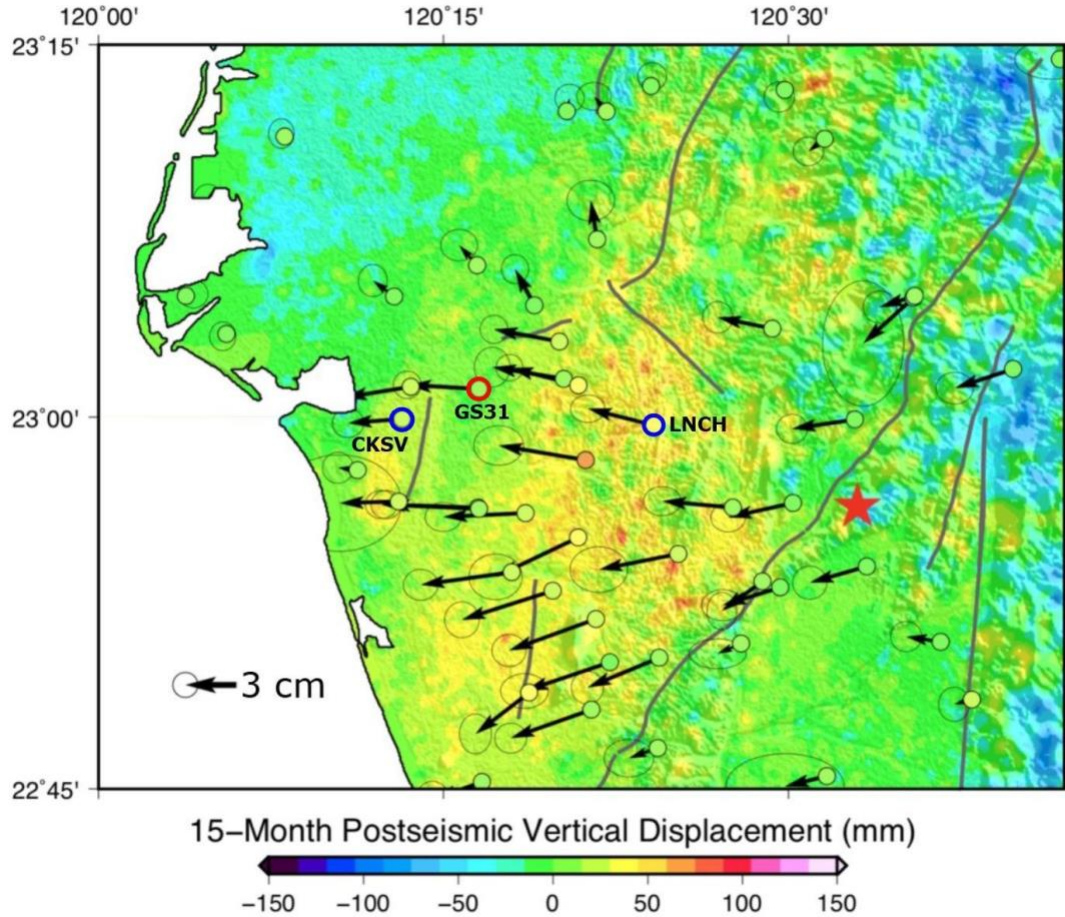 120°00'
120°15'
120°30'
23°15'
23°00'
22°45'
GS31
CKSV
LNCH
3 cm
15−Month Postseismic Vertical Displacement (mm)
−150 −100 −50 0 50 100 150